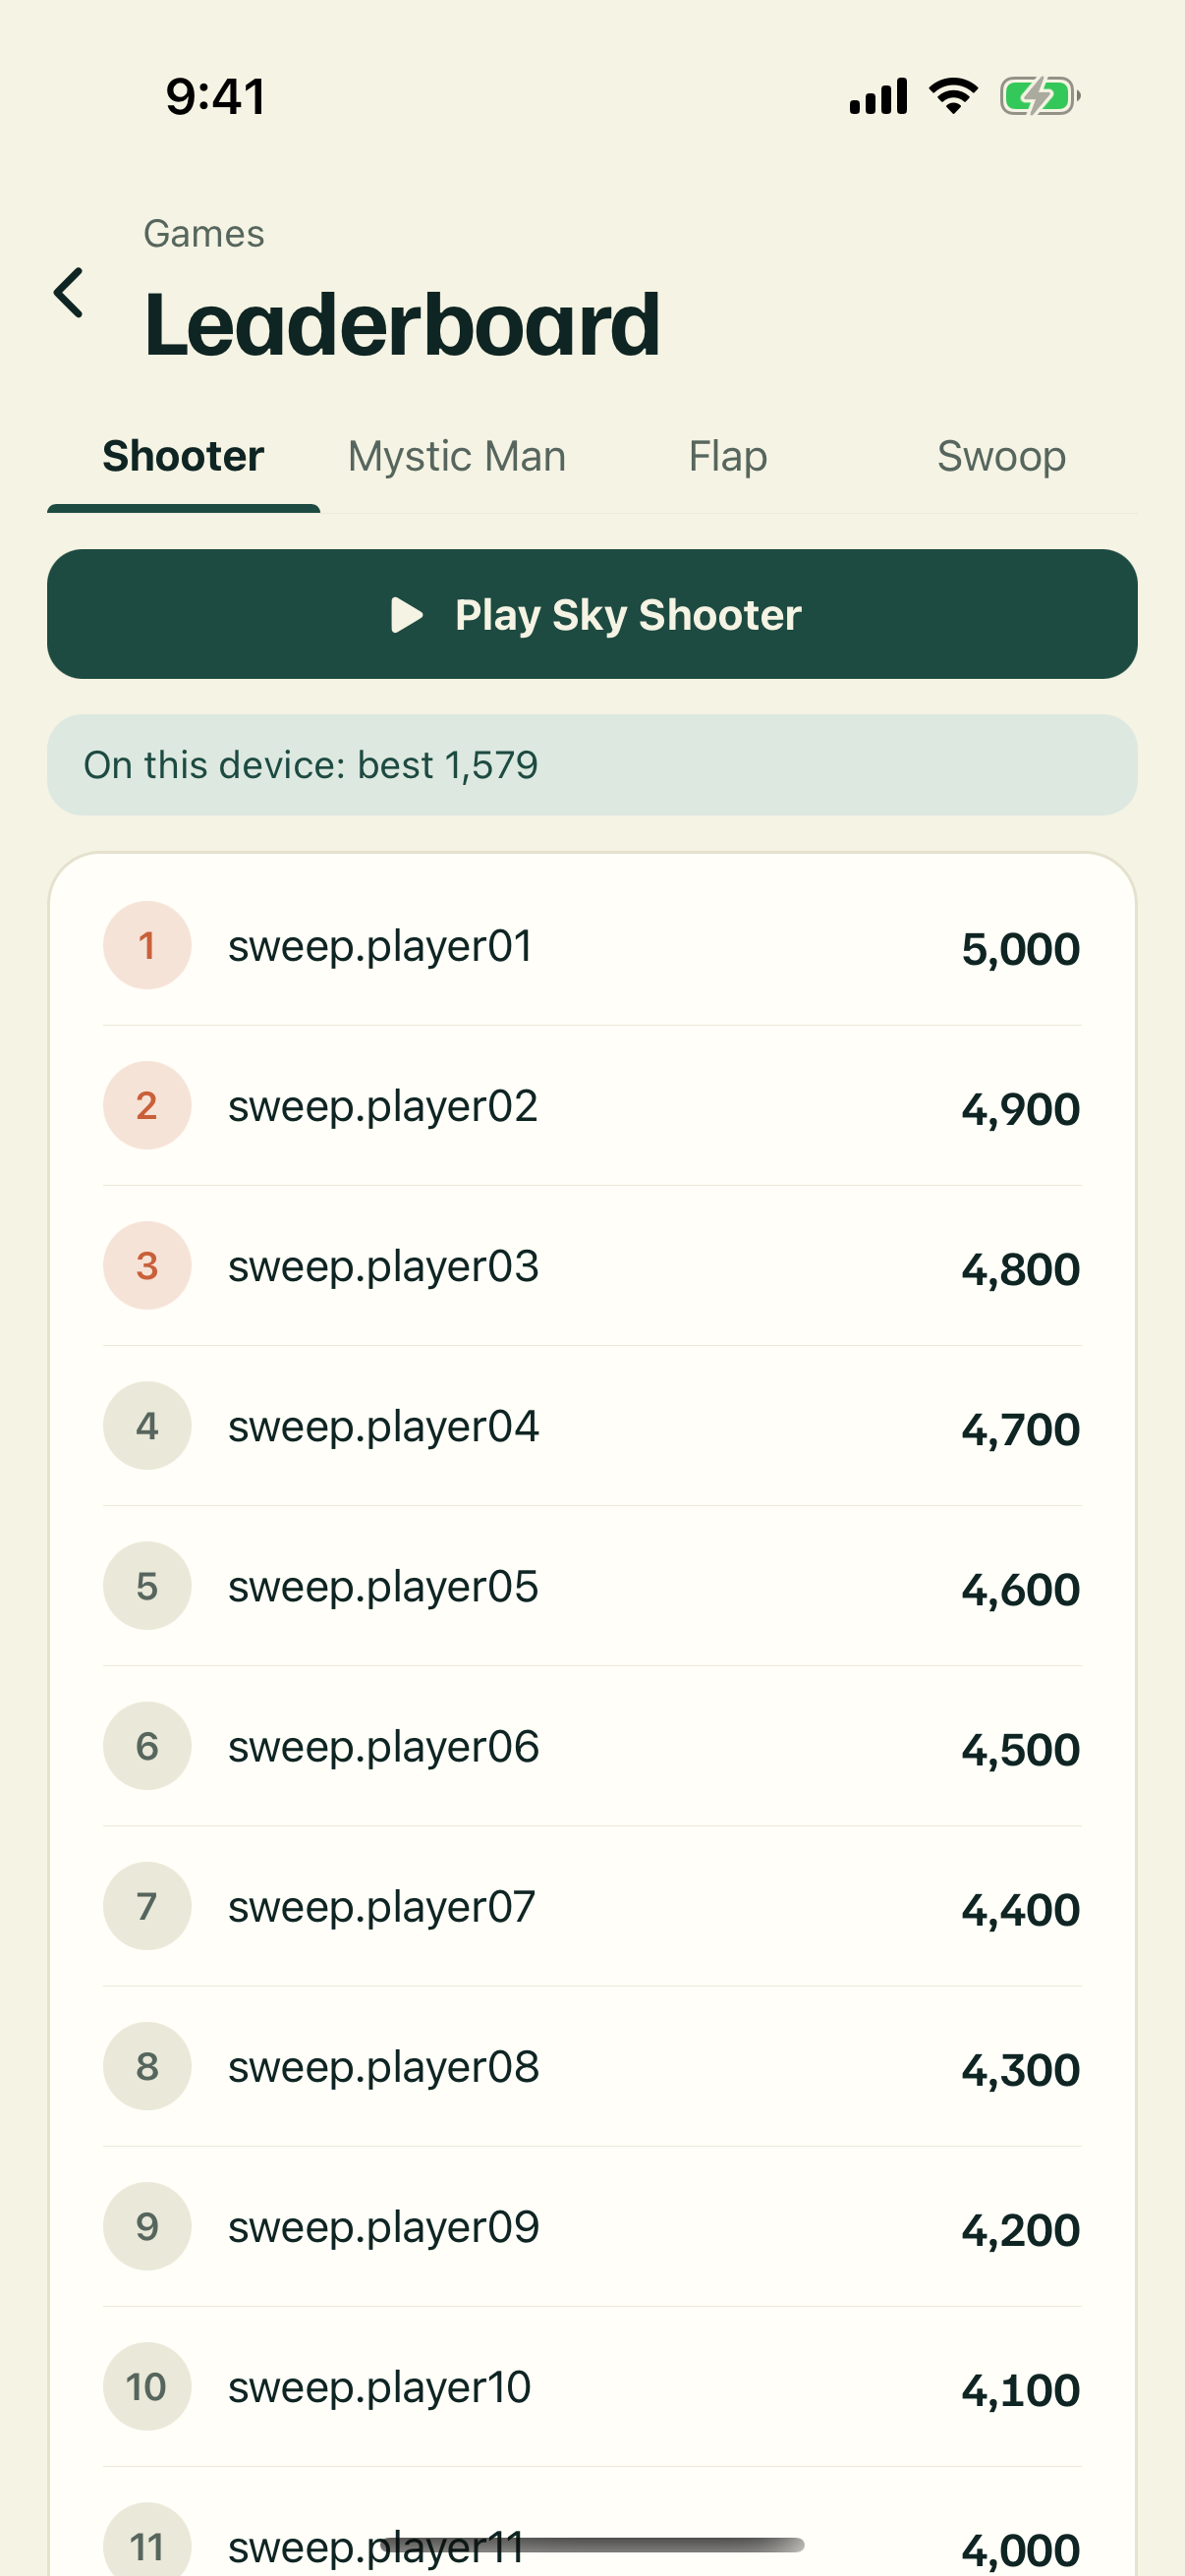 9:41
Games
Leaderboard
Shooter Mystic Man Flap Swoop
Play Sky Shooter
On this device: best 1,579
1 sweep.player01 5,000
2 sweep.player02 4,900
3 sweep.player03 4,800
4 sweep.player04 4,700
5 sweep.player05 4,600
6 sweep.player06 4,500
7 sweep.player07 4,400
8 sweep.player08 4,300
9 sweep.player09 4,200
10 sweep.player10 4,100
11 sweep.player11 4,000